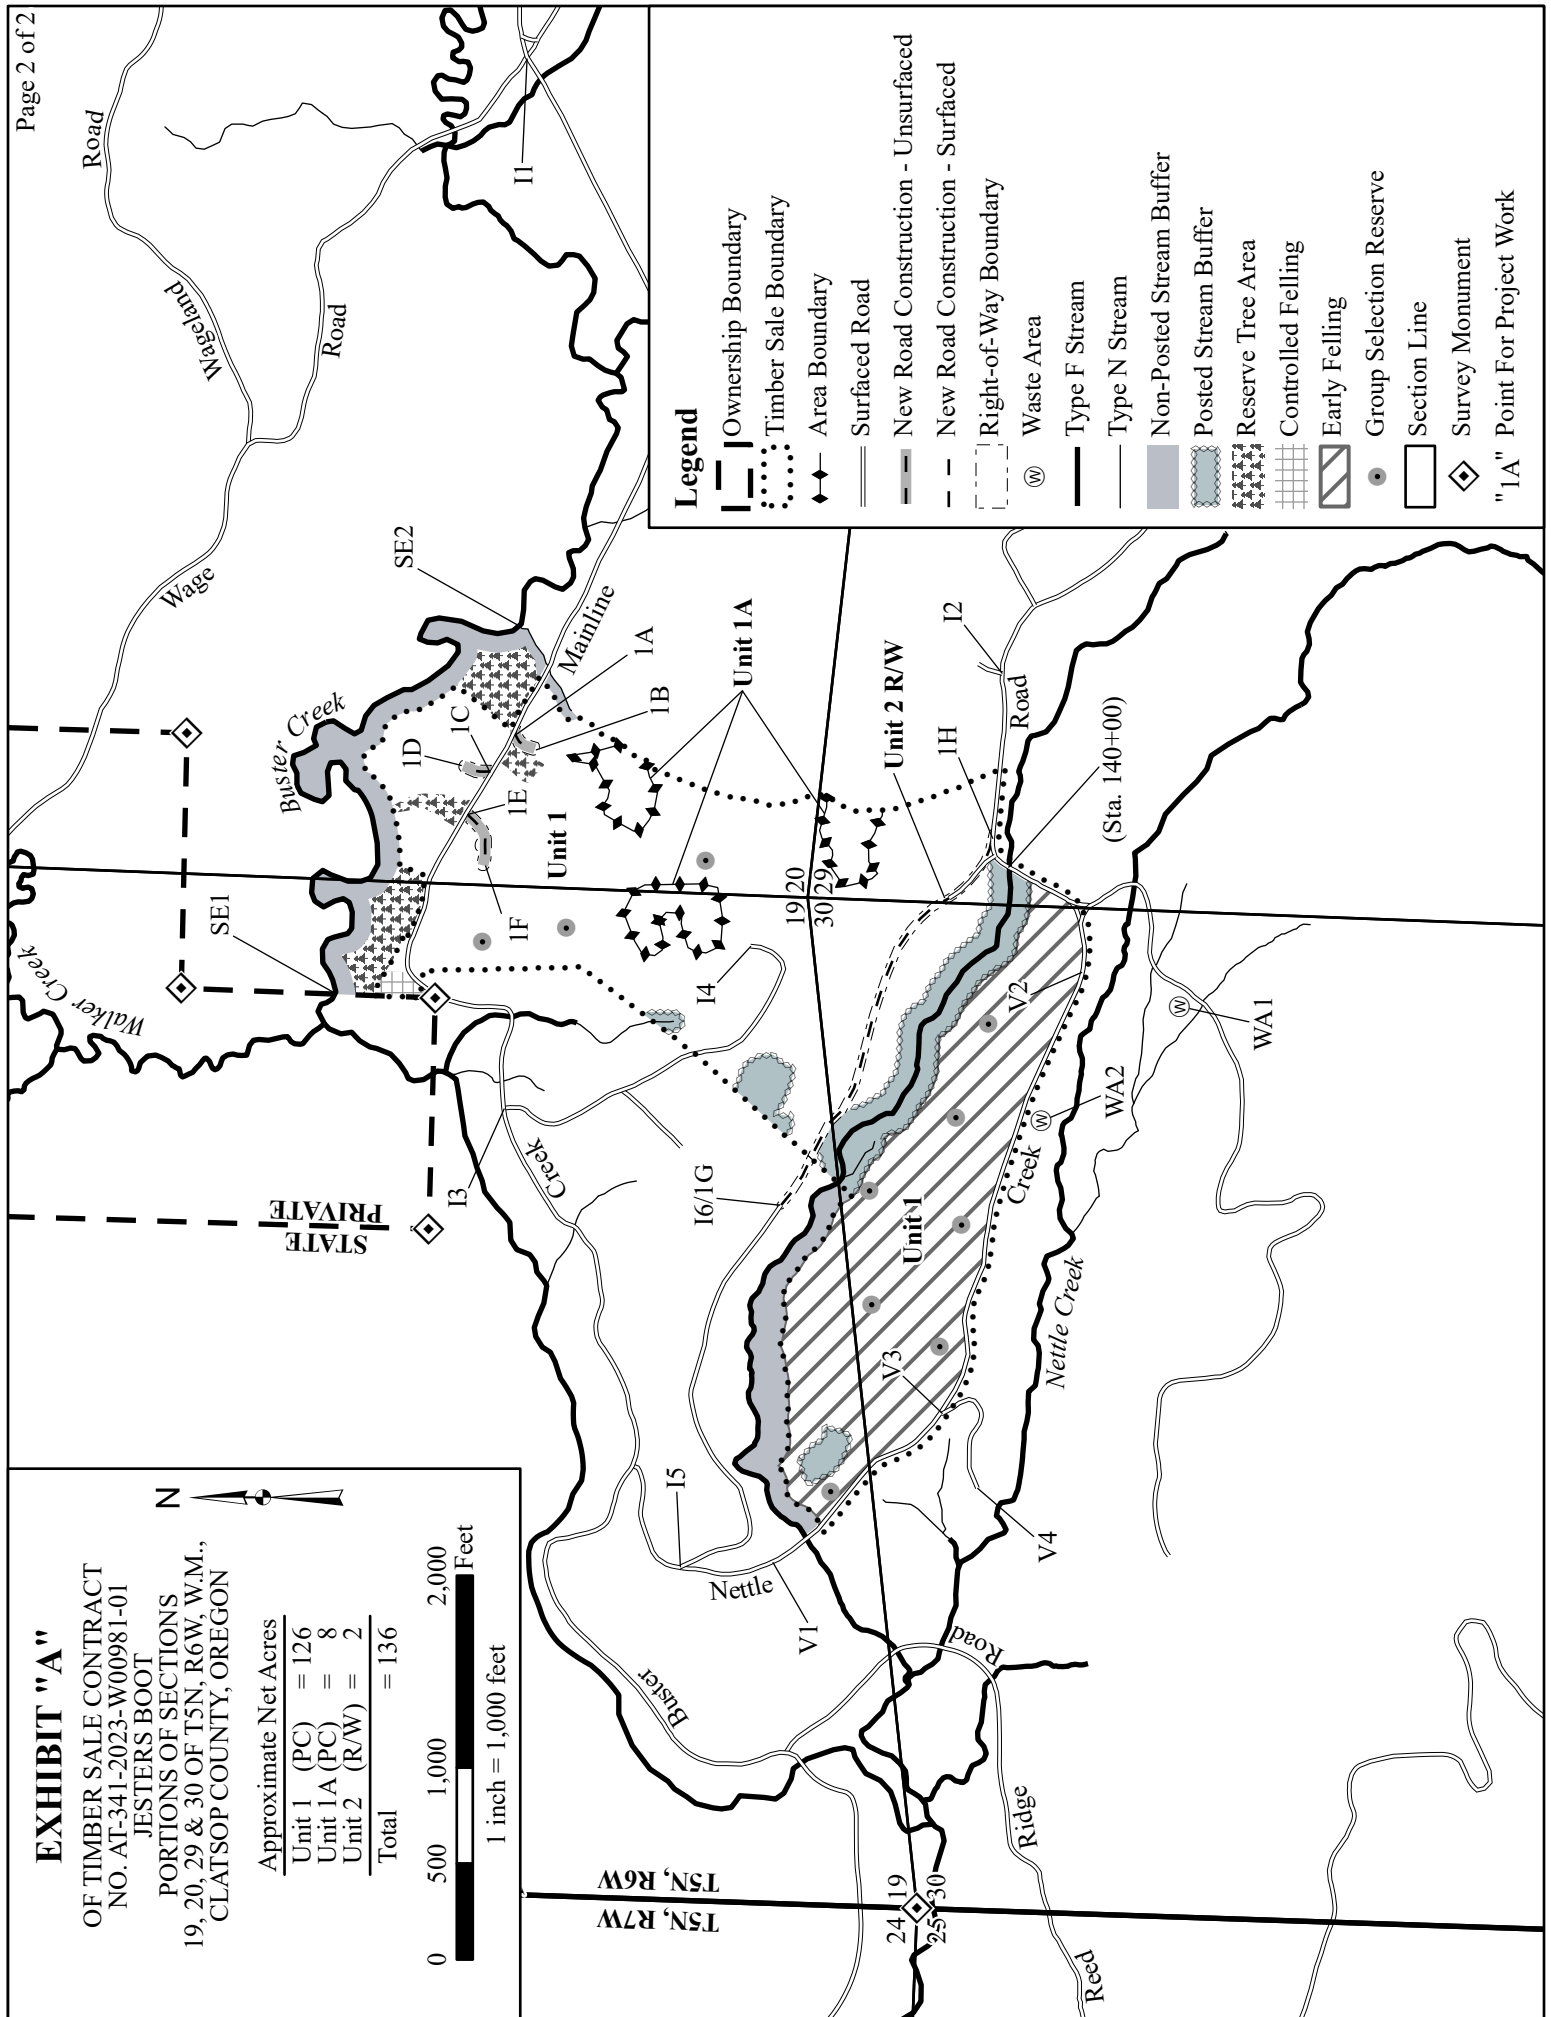 Page 2 of 2
EXHIBIT "A"
OF TIMBER SALE CONTRACT
NO. AT-341-2023-W00981-01
JESTERS BOOT
PORTIONS OF SECTIONS
19, 20, 29 & 30 OF T5N, R6W, W.M.,
CLATSOP COUNTY, OREGON
Approximate Net Acres
Unit 1 (PC) = 126
Unit 1A (PC) = 8
Unit 2 (R/W) = 2
Total = 136
0 500 1,000 2,000
Feet
1 inch = 1,000 feet
N
STATE
PRIVATE
Walker Creek
SE1
Buster Creek
Wage
Road
Wageland
Road
SE2
I1
Mainline
1A
1B
1C
1D
1E
1F
Unit 1
Unit 1A
I3
Creek
I4
I5
I6/1G
Buster
Nettle
V1
19 20
30 29
Unit 2 R/W
1H
I2
Road
(Sta. 140+00)
V2
Unit 1
V3
Creek
WA2
W
WA1
W
Nettle Creek
V4
Road
Ridge
Reed
T5N, R7W
T5N, R6W
24 19
25 30
Legend
Ownership Boundary
Timber Sale Boundary
Area Boundary
Surfaced Road
New Road Construction - Unsurfaced
New Road Construction - Surfaced
Right-of-Way Boundary
W Waste Area
Type F Stream
Type N Stream
Non-Posted Stream Buffer
Posted Stream Buffer
Reserve Tree Area
Controlled Felling
Early Felling
Group Selection Reserve
Section Line
Survey Monument
"1A" Point For Project Work